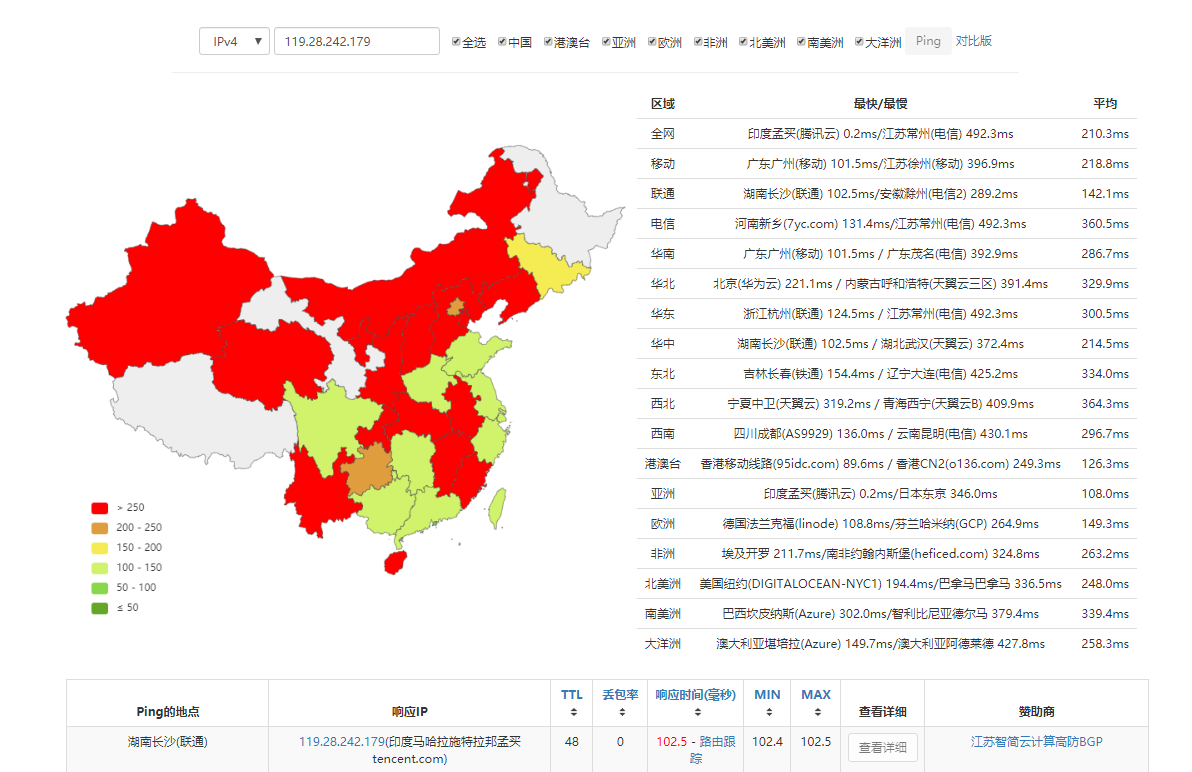 IPv4 ▼ 119.28.242.179 全选 中国 港澳台 亚洲 欧洲 非洲 北美洲 南美洲 大洋洲 Ping 对比版
区域 最快/最慢 平均
全网 印度孟买(腾讯云) 0.2ms/江苏常州(电信) 492.3ms 210.3ms
移动 广东广州(移动) 101.5ms/江苏徐州(移动) 396.9ms 218.8ms
联通 湖南长沙(联通) 102.5ms/安徽滁州(电信2) 289.2ms 142.1ms
电信 河南新乡(7yc.com) 131.4ms/江苏常州(电信) 492.3ms 360.5ms
华南 广东广州(移动) 101.5ms / 广东茂名(电信) 392.9ms 286.7ms
华北 北京(华为云) 221.1ms / 内蒙古呼和浩特(天翼云三区) 391.4ms 329.9ms
华东 浙江杭州(联通) 124.5ms / 江苏常州(电信) 492.3ms 300.5ms
华中 湖南长沙(联通) 102.5ms / 湖北武汉(天翼云) 372.4ms 214.5ms
东北 吉林长春(铁通) 154.4ms / 辽宁大连(电信) 425.2ms 334.0ms
西北 宁夏中卫(天翼云) 319.2ms / 青海西宁(天翼云B) 409.9ms 364.3ms
西南 四川成都(AS9929) 136.0ms / 云南昆明(电信) 430.1ms 296.7ms
港澳台 香港移动线路(95idc.com) 89.6ms / 香港CN2(o136.com) 249.3ms 126.3ms
亚洲 印度孟买(腾讯云) 0.2ms/日本东京 346.0ms 108.0ms
欧洲 德国法兰克福(linode) 108.8ms/芬兰哈米纳(GCP) 264.9ms 149.3ms
非洲 埃及开罗 211.7ms/南非约翰内斯堡(heficed.com) 324.8ms 263.2ms
北美洲 美国纽约(DIGITALOCEAN-NYC1) 194.4ms/巴拿马巴拿马 336.5ms 248.0ms
南美洲 巴西坎皮纳斯(Azure) 302.0ms/智利比尼亚德尔马 379.4ms 339.4ms
大洋洲 澳大利亚堪培拉(Azure) 149.7ms/澳大利亚阿德莱德 427.8ms 258.3ms
> 250
200 - 250
150 - 200
100 - 150
50 - 100
≤ 50
Ping的地点 响应IP TTL 丢包率 响应时间(毫秒) MIN MAX 查看详细 赞助商
湖南长沙(联通) 119.28.242.179(印度马哈拉施特拉邦孟买 48 0 102.5 - 路由跟 102.4 102.5 查看详细 江苏智简云计算高防BGP
tencent.com) 踪